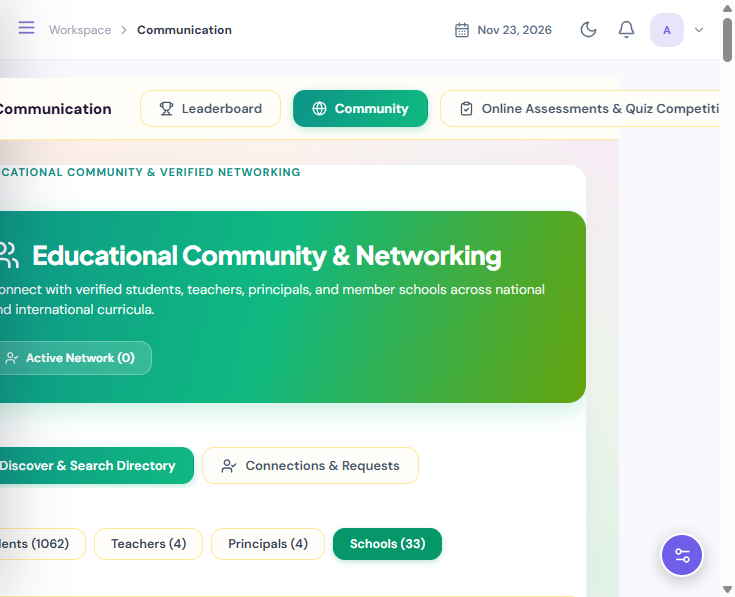 Workspace > Communication
Nov 23, 2026
A
Communication
Leaderboard
Community
Online Assessments & Quiz Competiti
CATIONAL COMMUNITY & VERIFIED NETWORKING
Educational Community & Networking
onnect with verified students, teachers, principals, and member schools across national
nd international curricula.
Active Network (0)
Discover & Search Directory
Connections & Requests
ents (1062)
Teachers (4)
Principals (4)
Schools (33)